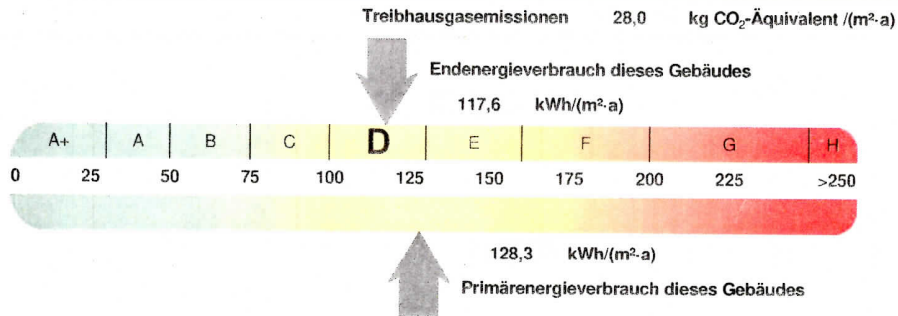 Treibhausgasemissionen 28,0 kg CO₂-Äquivalent /(m²·a)
Endenergieverbrauch dieses Gebäudes
117,6 kWh/(m²·a)
A+ A B C D E F G H
0 25 50 75 100 125 150 175 200 225 >250
128,3 kWh/(m²·a)
Primärenergieverbrauch dieses Gebäudes